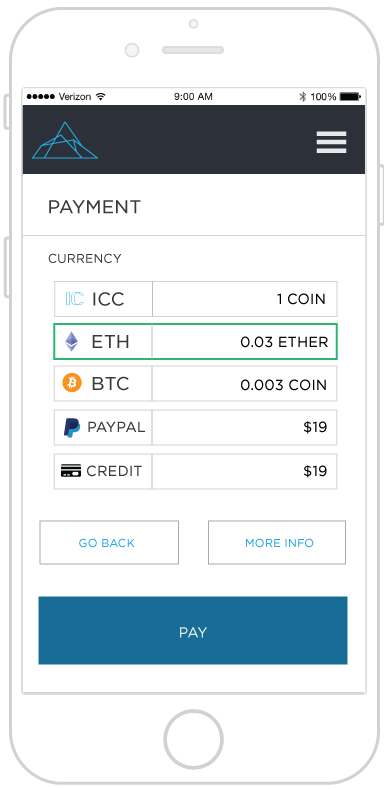 Verizon 9:00 AM 100%
PAYMENT
CURRENCY
IC ICC 1 COIN
ETH 0.03 ETHER
BTC 0.003 COIN
PAYPAL $19
CREDIT $19
GO BACK MORE INFO
PAY